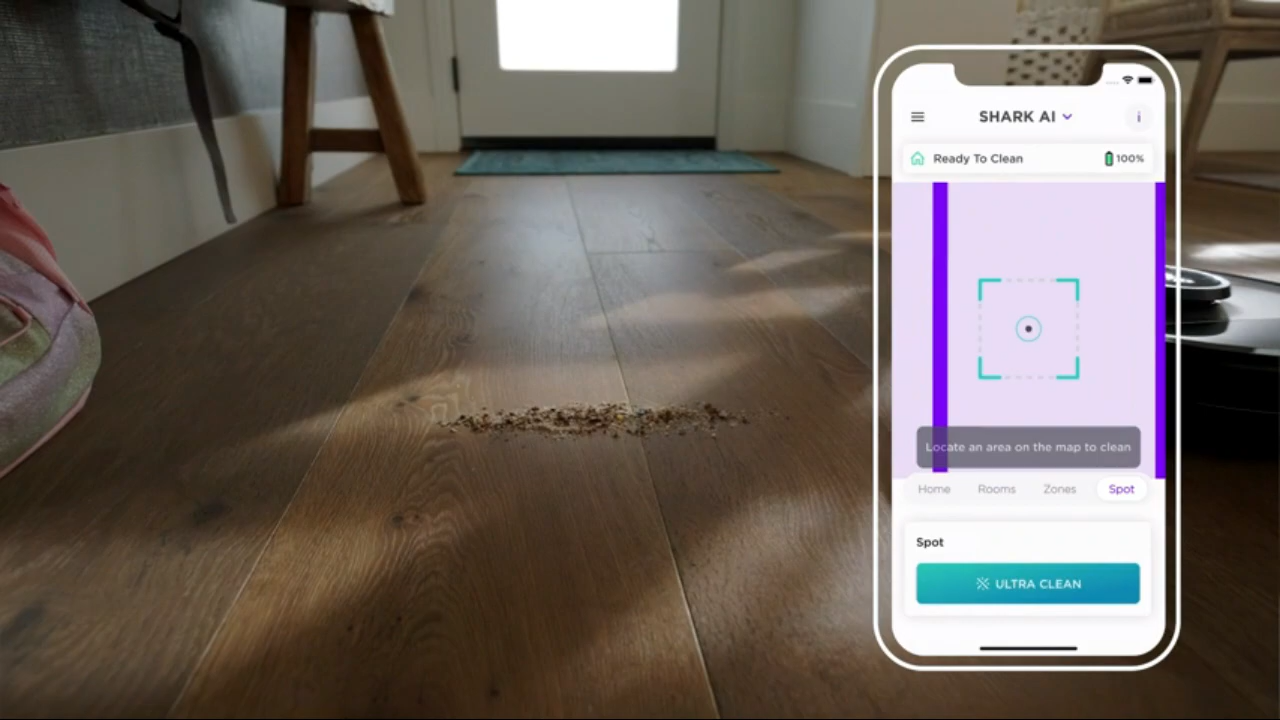 SHARK AI
i
Ready To Clean
100%
Locate an area on the map to clean
Home Rooms Zones Spot
Spot
ULTRA CLEAN